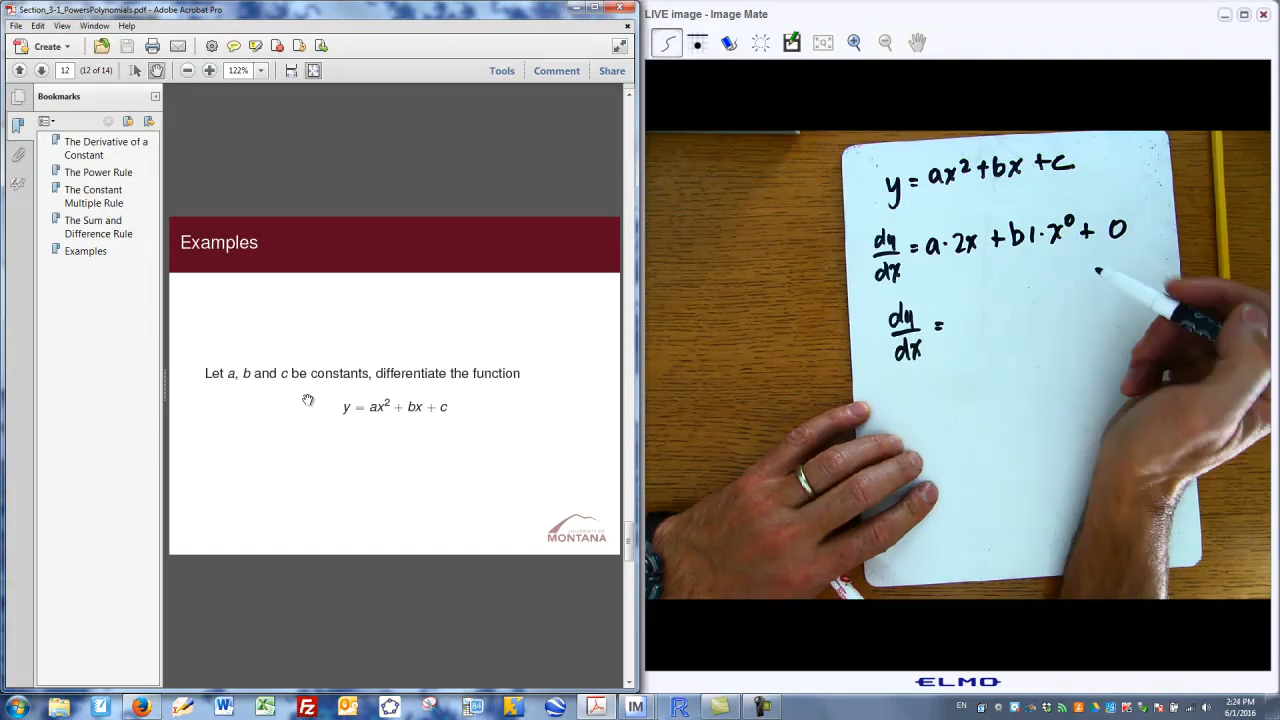 Section_3-1_PowersPolynomials.pdf - Adobe Acrobat Pro
File Edit View Window Help
Create
12 (12 of 14) 122% Tools Comment Share
Bookmarks
The Derivative of a
Constant
The Power Rule
The Constant
Multiple Rule
The Sum and
Difference Rule
Examples
Examples
Let a, b and c be constants, differentiate the function
y = ax² + bx + c
UNIVERSITY OF
MONTANA
LIVE image - Image Mate
y = ax² + bx + c
dy/dx = a·2x + b1·x⁰ + 0
dy/dx =
ELMO
EN 2:24 PM
6/1/2016